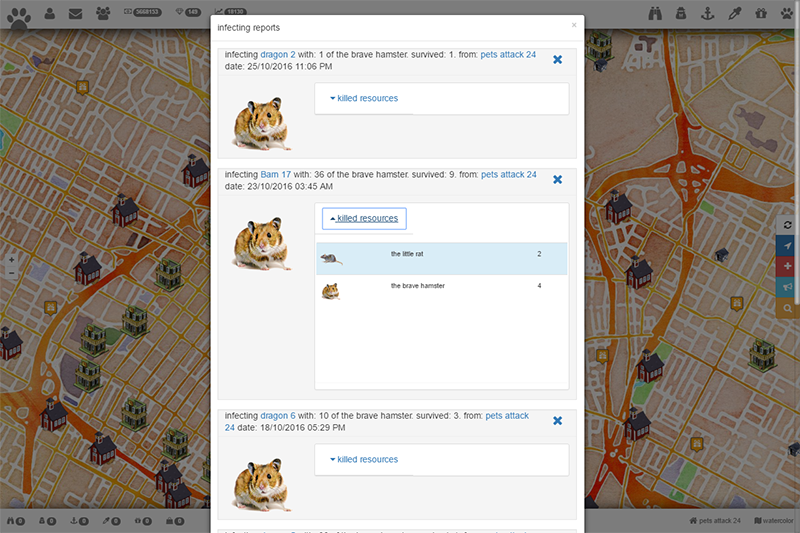 3668153
149
18130
infecting reports
×
infecting dragon 2 with: 1 of the brave hamster. survived: 1. from: pets attack 24
date: 25/10/2016 11:06 PM
killed resources
infecting Bam 17 with: 36 of the brave hamster. survived: 9. from: pets attack 24
date: 23/10/2016 03:45 AM
killed resources
the little rat 2
the brave hamster 4
infecting dragon 6 with: 10 of the brave hamster. survived: 3. from: pets attack
24 date: 18/10/2016 05:29 PM
killed resources
+
−
0 0 0 0 0 0
pets attack 24 watercolor